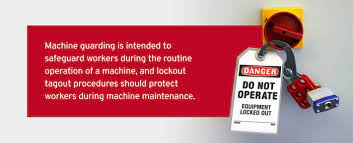 Machine guarding is intended to
safeguard workers during the routine
operation of a machine, and lockout
tagout procedures should protect
workers during machine maintenance.
DANGER
DO NOT
OPERATE
EQUIPMENT
LOCKED OUT